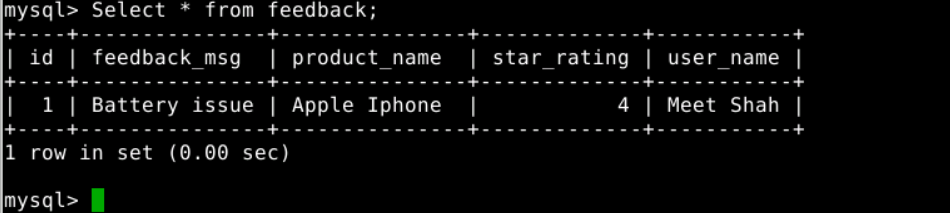 mysql> Select * from feedback;
+----+---------------+---------------+-------------+-----------+
| id | feedback_msg  | product_name  | star_rating | user_name |
+----+---------------+---------------+-------------+-----------+
|  1 | Battery issue | Apple Iphone  |           4 | Meet Shah |
+----+---------------+---------------+-------------+-----------+
1 row in set (0.00 sec)
mysql>